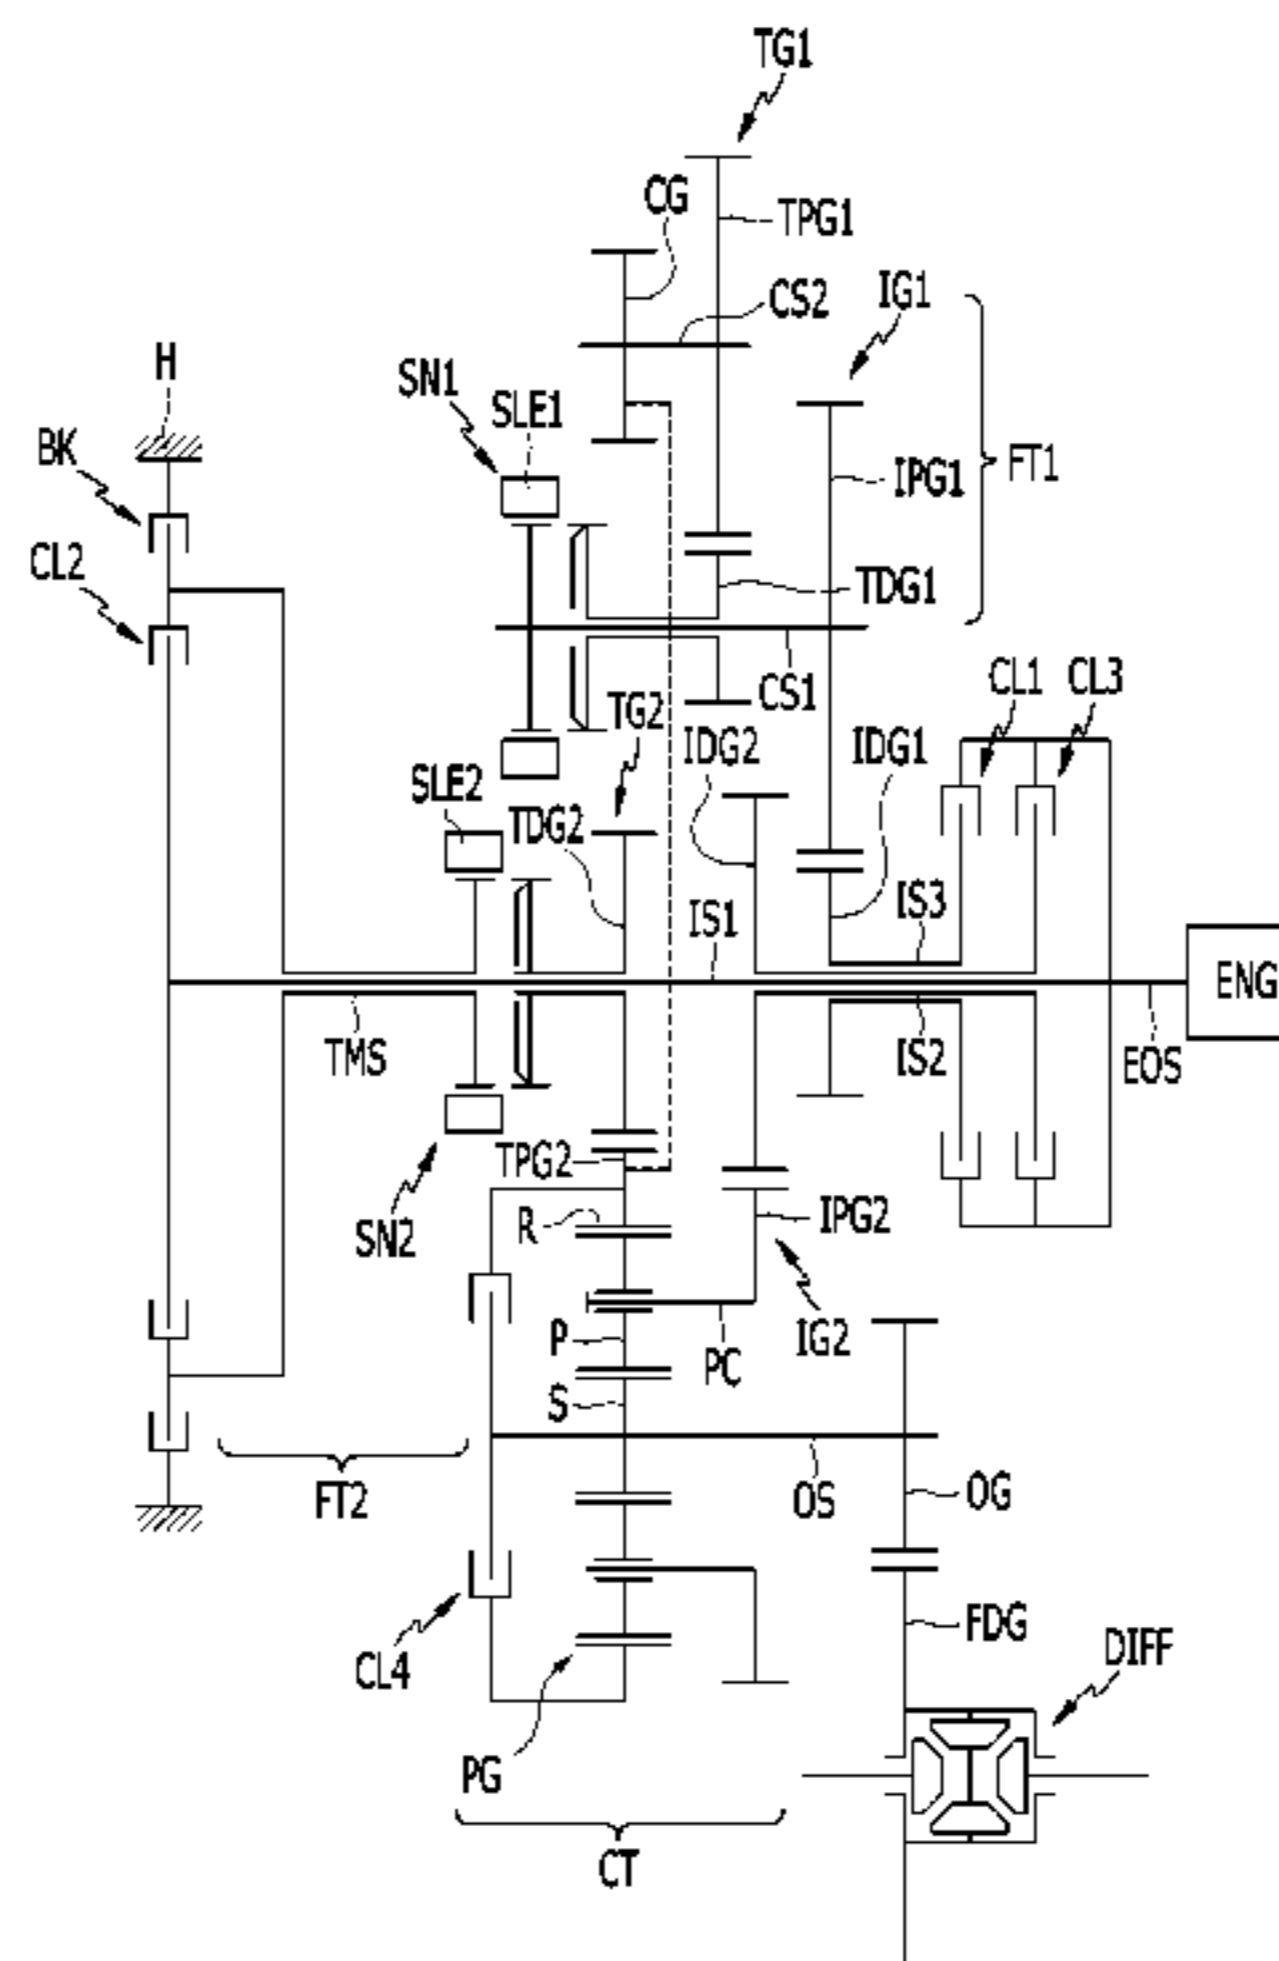 TG1
CG
TPG1
CS2
IG1
H
SN1
SLE1
BK
IPG1
FT1
CL2
TDG1
CS1
CL1
CL3
TG2
IDG2
IDG1
SLE2
TDG2
IS1
IS3
ENG
TMS
IS2
EOS
TPG2
SN2
R
IPG2
P
PC
IG2
S
FT2
OS
OG
CL4
FDG
DIFF
PG
CT